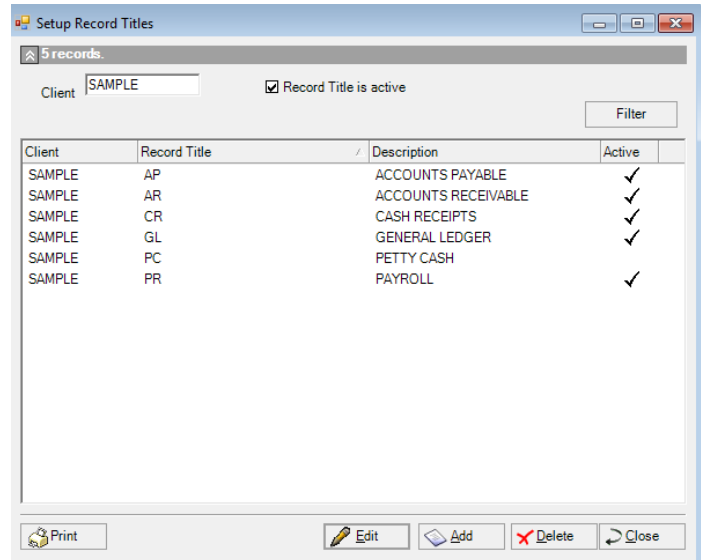 Setup Record Titles
5 records.
Client SAMPLE Record Title is active
Filter
Client Record Title Description Active
SAMPLE AP ACCOUNTS PAYABLE
SAMPLE AR ACCOUNTS RECEIVABLE
SAMPLE CR CASH RECEIPTS
SAMPLE GL GENERAL LEDGER
SAMPLE PC PETTY CASH
SAMPLE PR PAYROLL
Print Edit Add Delete Close